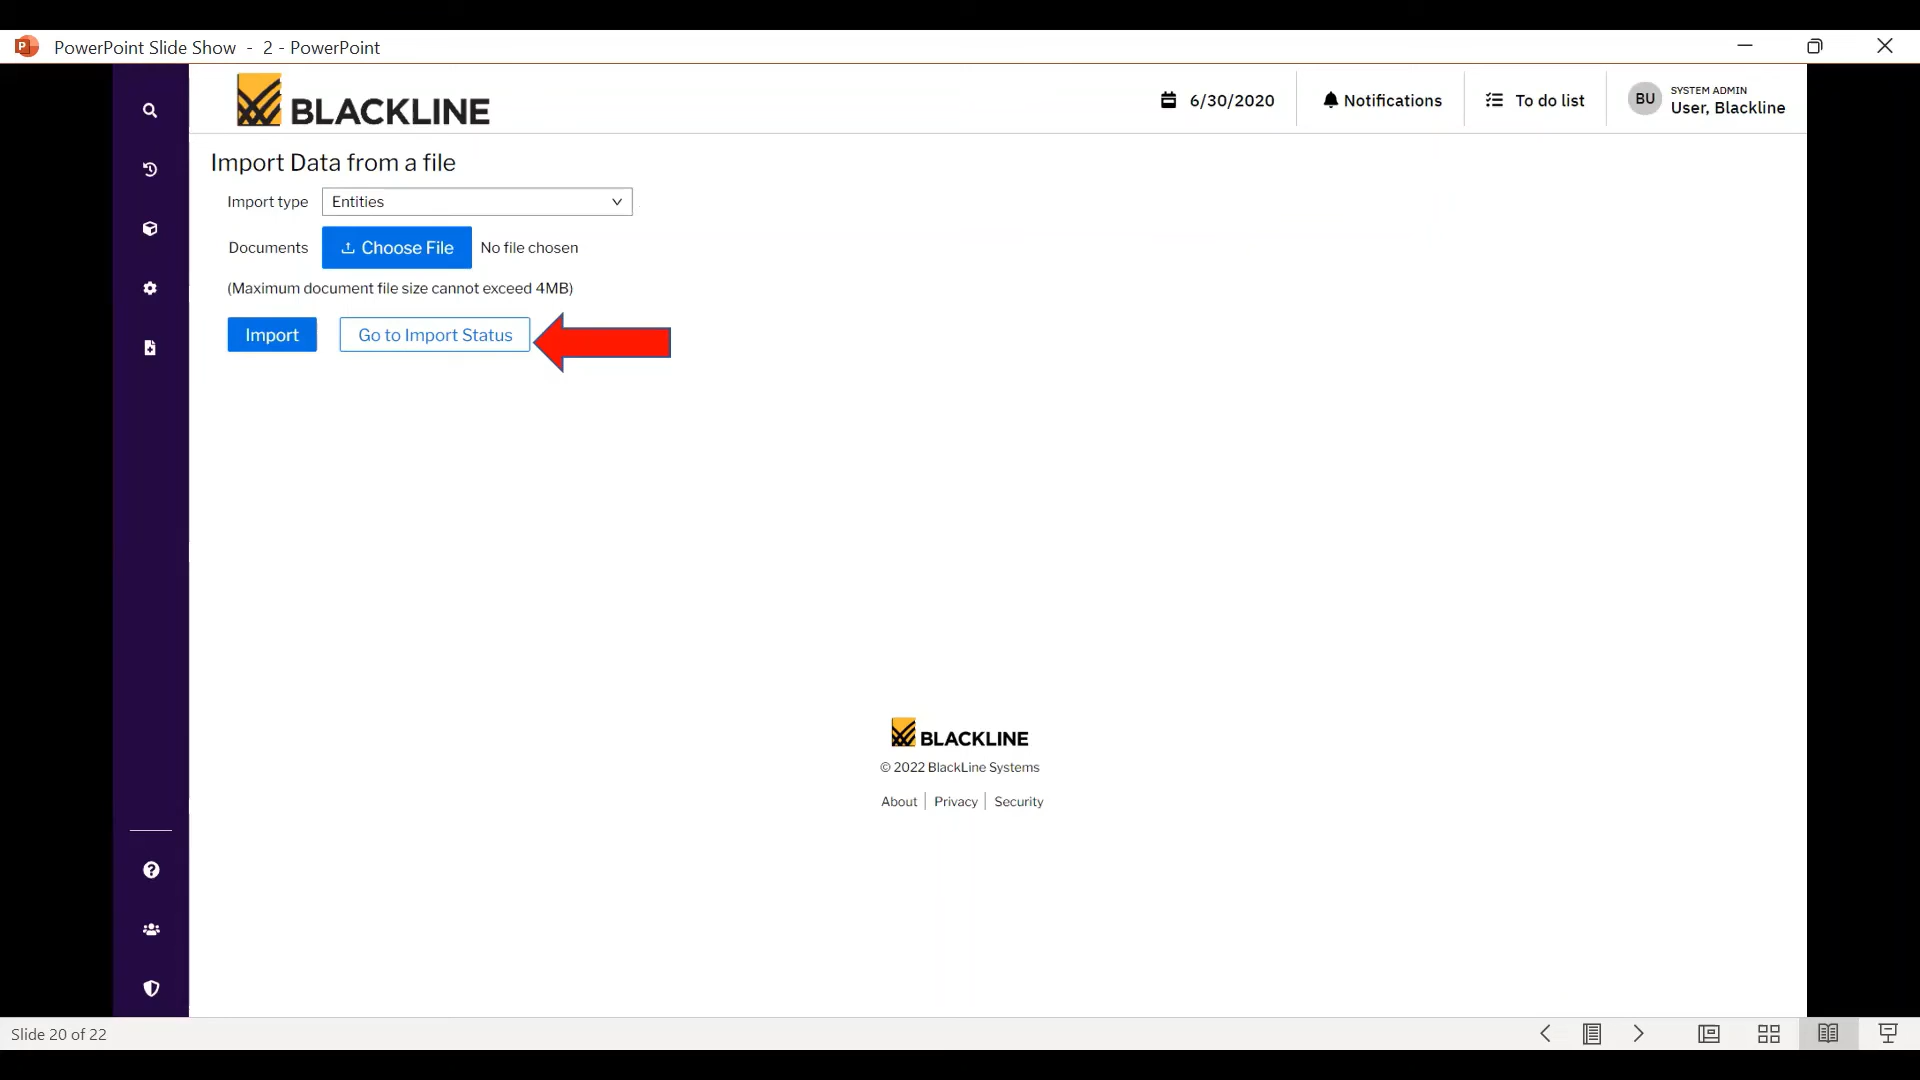 PowerPoint Slide Show - 2 - PowerPoint
BLACKLINE
6/30/2020
Notifications
To do list
BU
SYSTEM ADMIN
User, Blackline
Import Data from a file
Import type
Entities
Documents
Choose File
No file chosen
(Maximum document file size cannot exceed 4MB)
Import
Go to Import Status
BLACKLINE
© 2022 BlackLine Systems
About | Privacy | Security
Slide 20 of 22